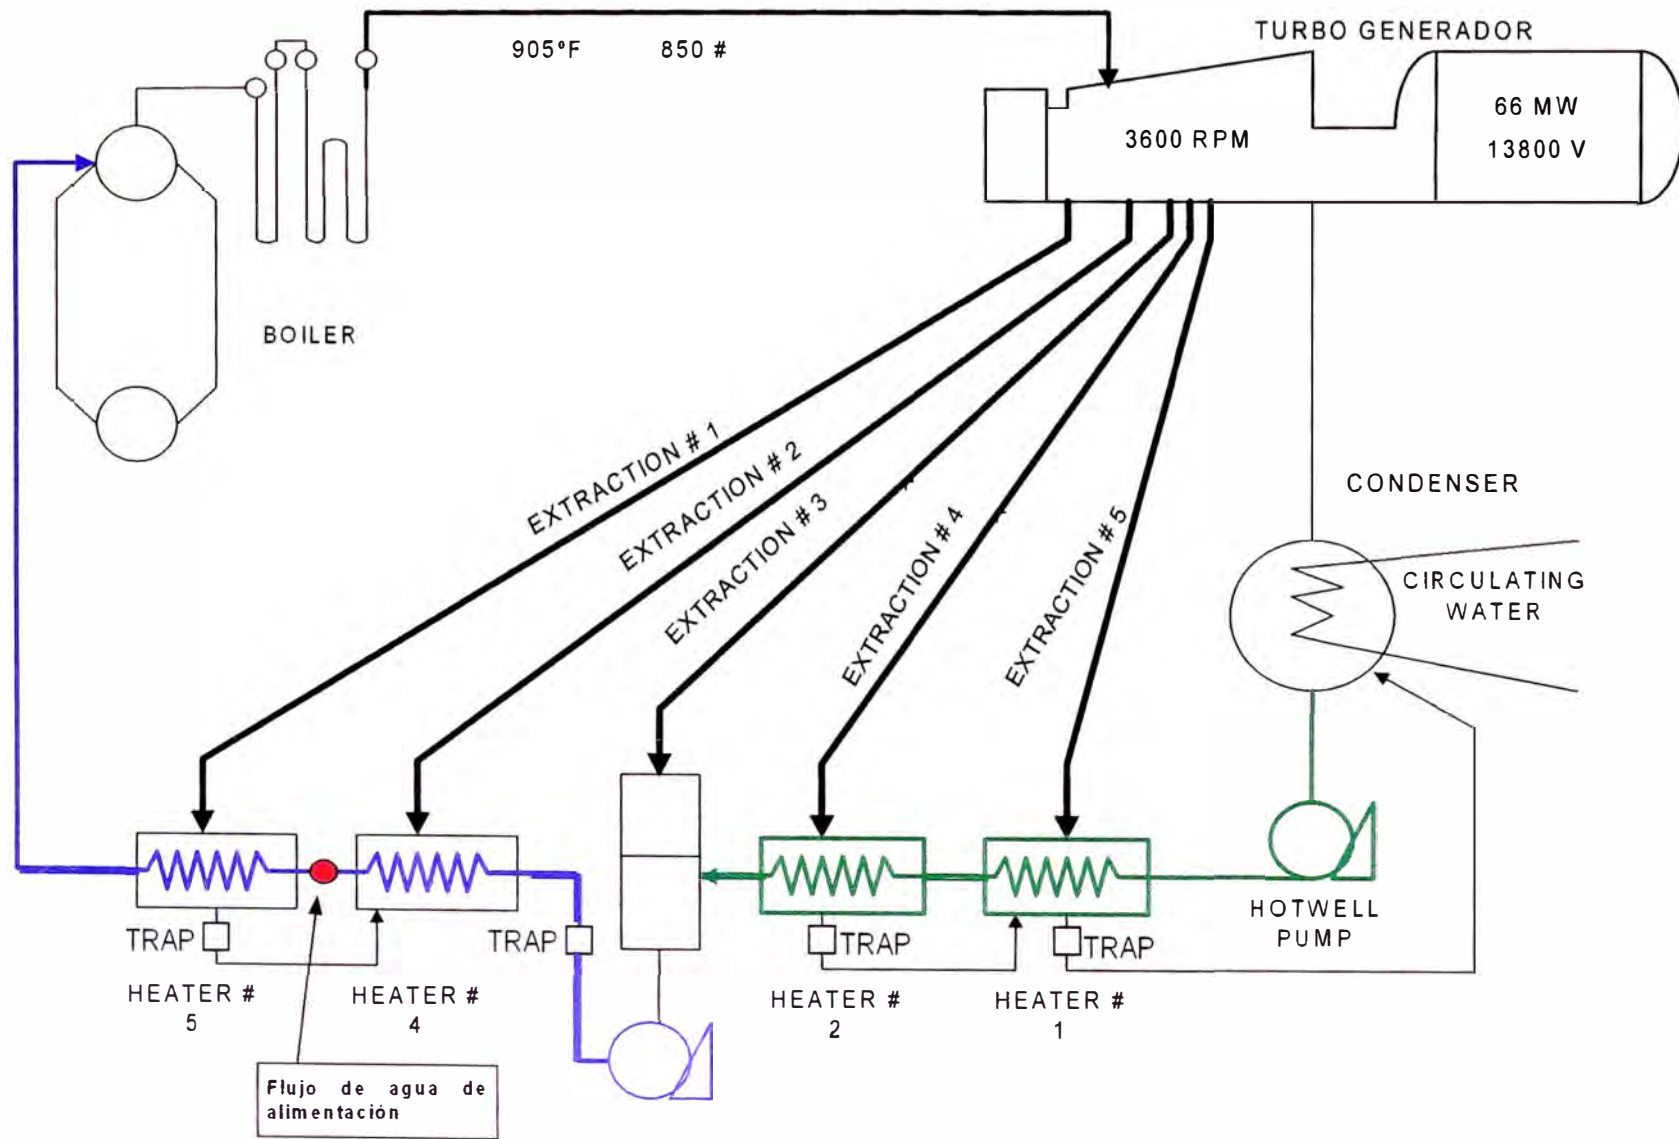 TURBO GENERADOR
905°F 850 #
66 MW
3600 RPM
13800 V
BOILER
EXTRACTION # 1
EXTRACTION # 2
EXTRACTION # 3
EXTRACTION # 4
EXTRACTION # 5
CONDENSER
CIRCULATING
WATER
HOTWELL
PUMP
TRAP
TRAP
TRAP
TRAP
HEATER #
5
HEATER #
4
HEATER #
2
HEATER #
1
Flujo de agua de
alimentación